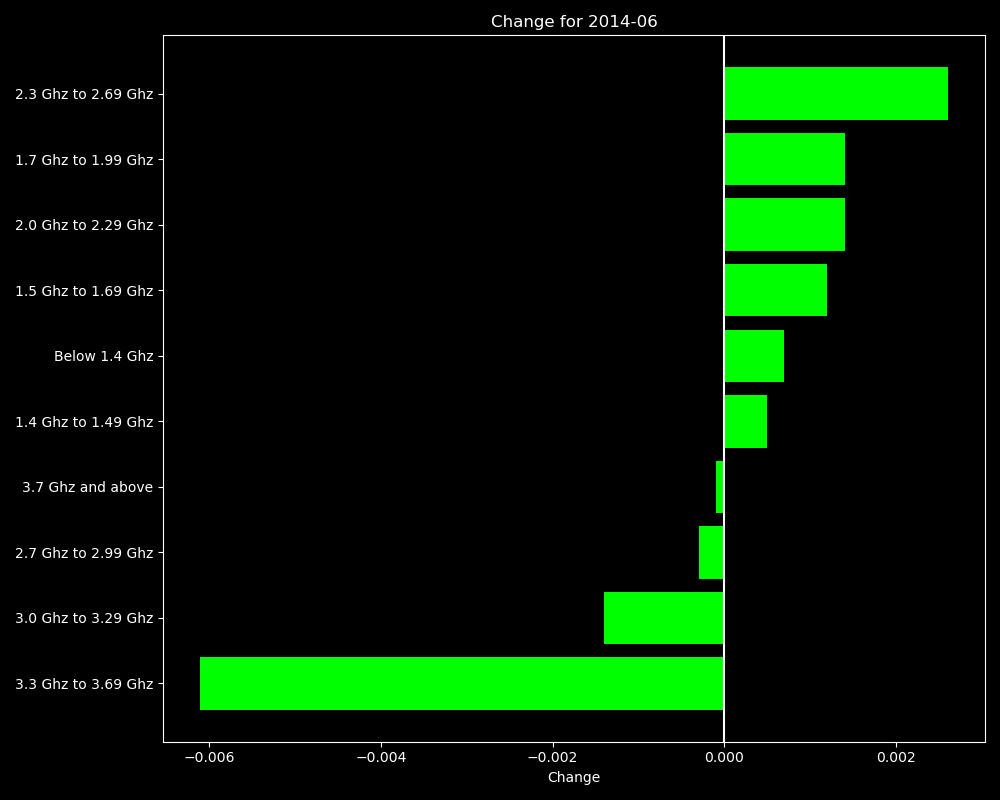 Change for 2014-06
2.3 Ghz to 2.69 Ghz
1.7 Ghz to 1.99 Ghz
2.0 Ghz to 2.29 Ghz
1.5 Ghz to 1.69 Ghz
Below 1.4 Ghz
1.4 Ghz to 1.49 Ghz
3.7 Ghz and above
2.7 Ghz to 2.99 Ghz
3.0 Ghz to 3.29 Ghz
3.3 Ghz to 3.69 Ghz
−0.006 −0.004 −0.002 0.000 0.002
Change